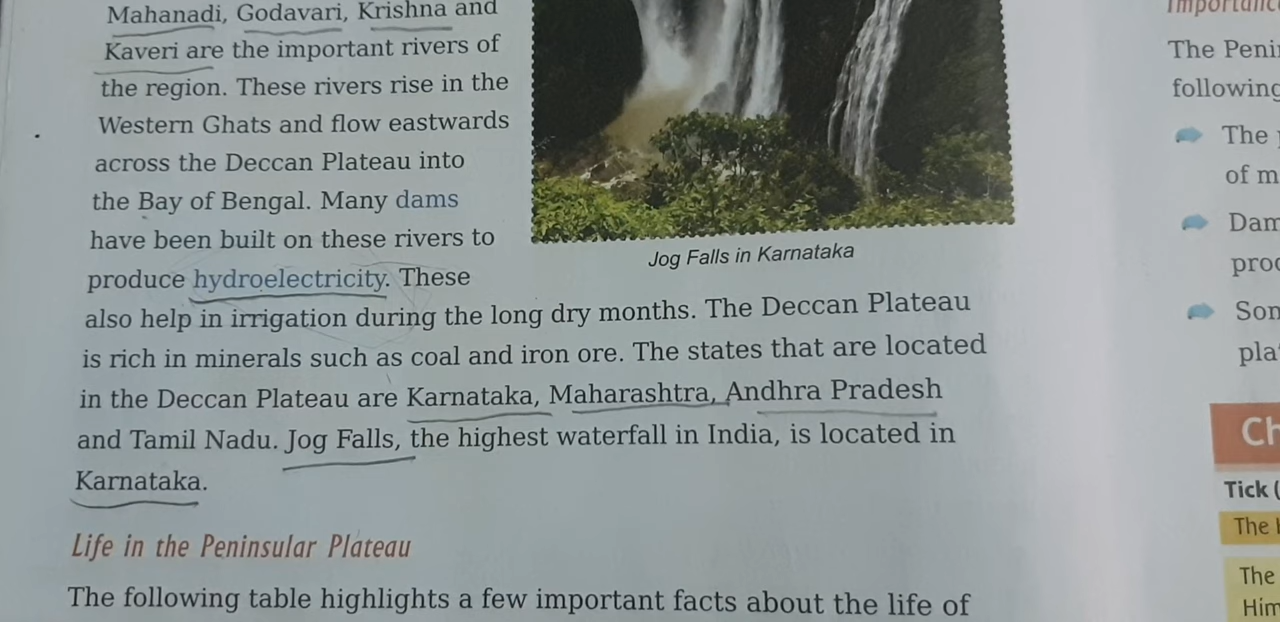 Mahanadi, Godavari, Krishna and
Kaveri are the important rivers of
the region. These rivers rise in the
Western Ghats and flow eastwards
across the Deccan Plateau into
the Bay of Bengal. Many dams
have been built on these rivers to
produce hydroelectricity. These
also help in irrigation during the long dry months. The Deccan Plateau
is rich in minerals such as coal and iron ore. The states that are located
in the Deccan Plateau are Karnataka, Maharashtra, Andhra Pradesh
and Tamil Nadu. Jog Falls, the highest waterfall in India, is located in
Karnataka.
Jog Falls in Karnataka
Life in the Peninsular Plateau
The following table highlights a few important facts about the life of
The
following
The
of
Tick (
The
The